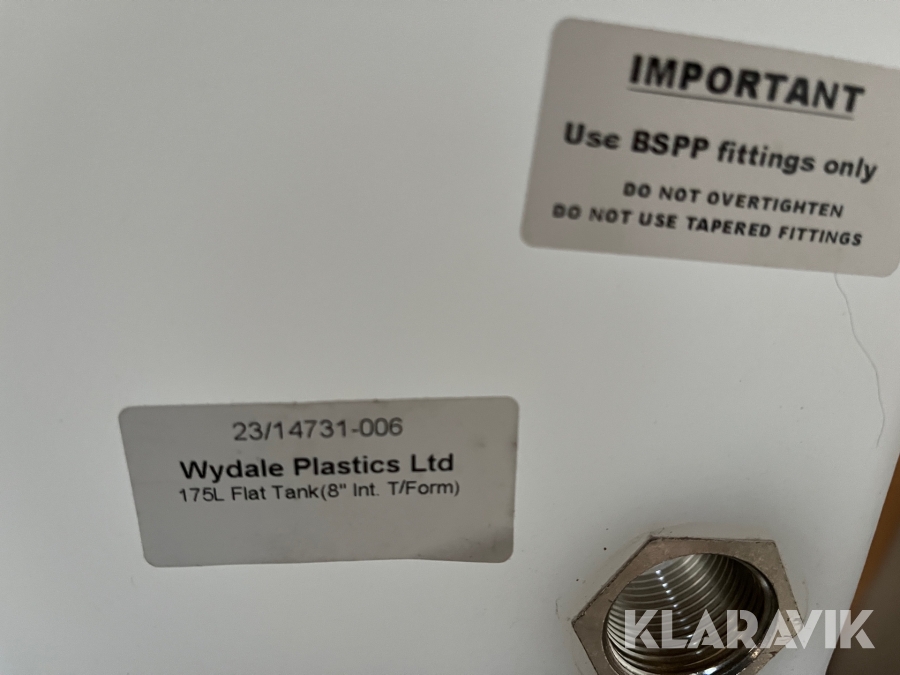 IMPORTANT
Use BSPP fittings only
DO NOT OVERTIGHTEN
DO NOT USE TAPERED FITTINGS
23/14731-006
Wydale Plastics Ltd
175L Flat Tank(8" Int. T/Form)
KLARAVIK